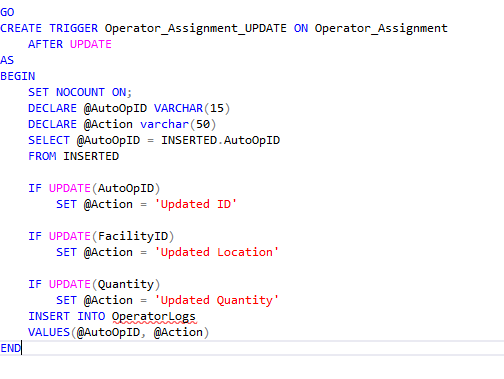 GO
CREATE TRIGGER Operator_Assignment_UPDATE ON Operator_Assignment
AFTER UPDATE
AS
BEGIN
SET NOCOUNT ON;
DECLARE @AutoOpID VARCHAR(15)
DECLARE @Action varchar(50)
SELECT @AutoOpID = INSERTED.AutoOpID
FROM INSERTED
IF UPDATE(AutoOpID)
SET @Action = 'Updated ID'
IF UPDATE(FacilityID)
SET @Action = 'Updated Location'
IF UPDATE(Quantity)
SET @Action = 'Updated Quantity'
INSERT INTO OperatorLogs
VALUES(@AutoOpID, @Action)
END